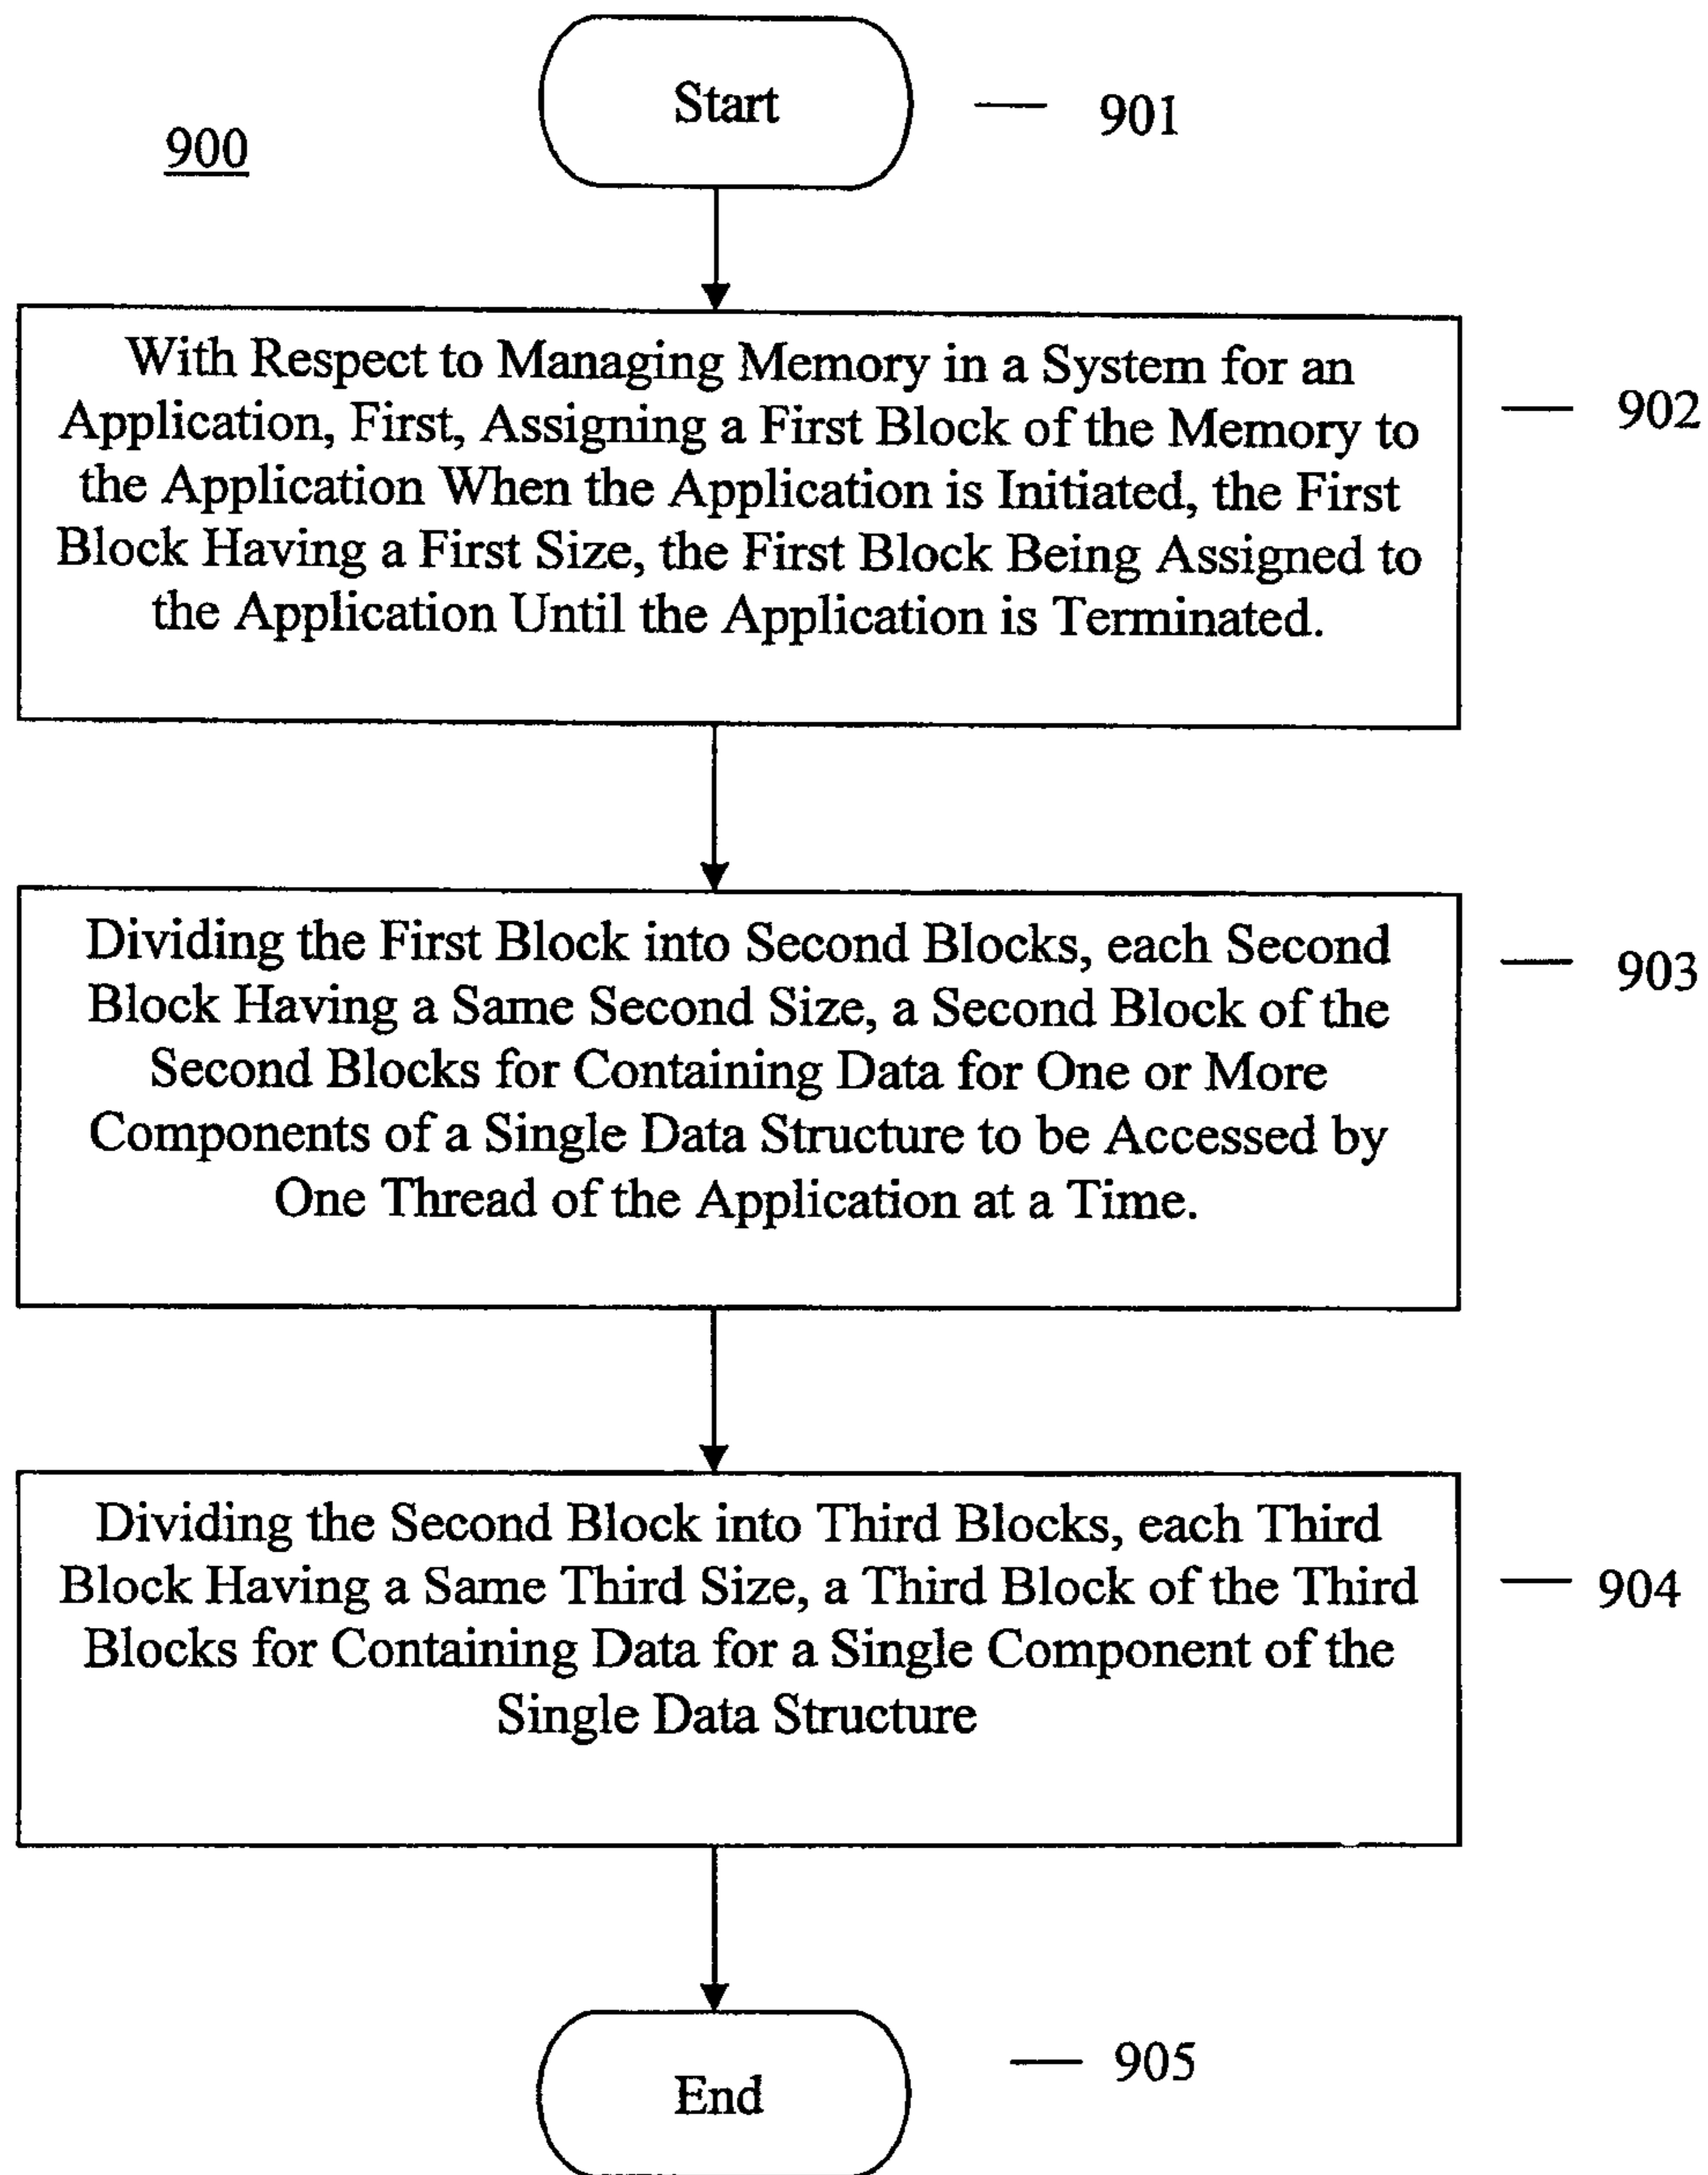 Start
901
900
With Respect to Managing Memory in a System for an
Application, First, Assigning a First Block of the Memory to
the Application When the Application is Initiated, the First
Block Having a First Size, the First Block Being Assigned to
the Application Until the Application is Terminated.
902
Dividing the First Block into Second Blocks, each Second
Block Having a Same Second Size, a Second Block of the
Second Blocks for Containing Data for One or More
Components of a Single Data Structure to be Accessed by
One Thread of the Application at a Time.
903
Dividing the Second Block into Third Blocks, each Third
Block Having a Same Third Size, a Third Block of the Third
Blocks for Containing Data for a Single Component of the
Single Data Structure
904
End
905